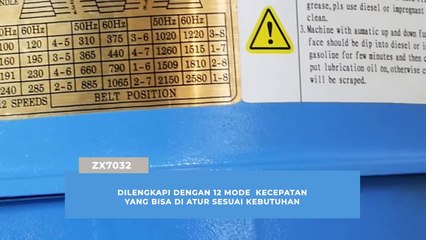 NDLE
50Hz 60Hz 50Hz 60Hz 50Hz 60Hz
100 120 4-5 310 375 3-6 1020 1220 3-8
160 195 3-5 365 440 4-7 1260 1510 2-8
191 230 4-6 660 790 1-6 1509 1810
240 285 2-5 885 1065 2-7 2150 2580 1-8
12 SPEEDS BELT POSITION
grepast, pls use diesel or impregnant
clean.
3. Machine with aumatic up and down
face should be dip into diesel or
gasoline for few minutes and then
put lubrication oil on, otherwise
will be scraped.
ZX7032
DILENGKAPI DENGAN 12 MODE KECEPATAN
YANG BISA DI ATUR SESUAI KEBUTUHAN